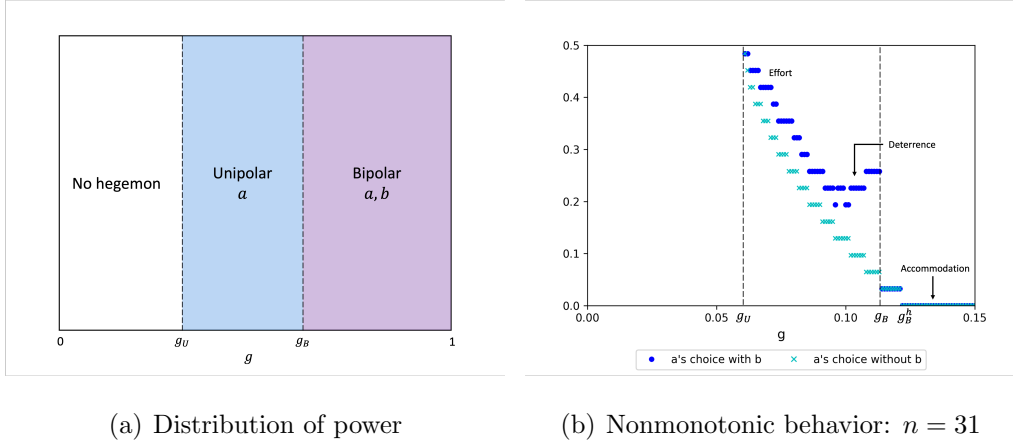 No hegemon
Unipolar
a
Bipolar
a, b
0
g_U
g_B
1
g
(a) Distribution of power
0.5
0.4
0.3
0.2
0.1
0.0
Effort
Deterrence
Accommodation
0.00
0.05
g_U
0.10
g_B
g_B^h
0.15
g
a's choice with b
a's choice without b
(b) Nonmonotonic behavior: n = 31